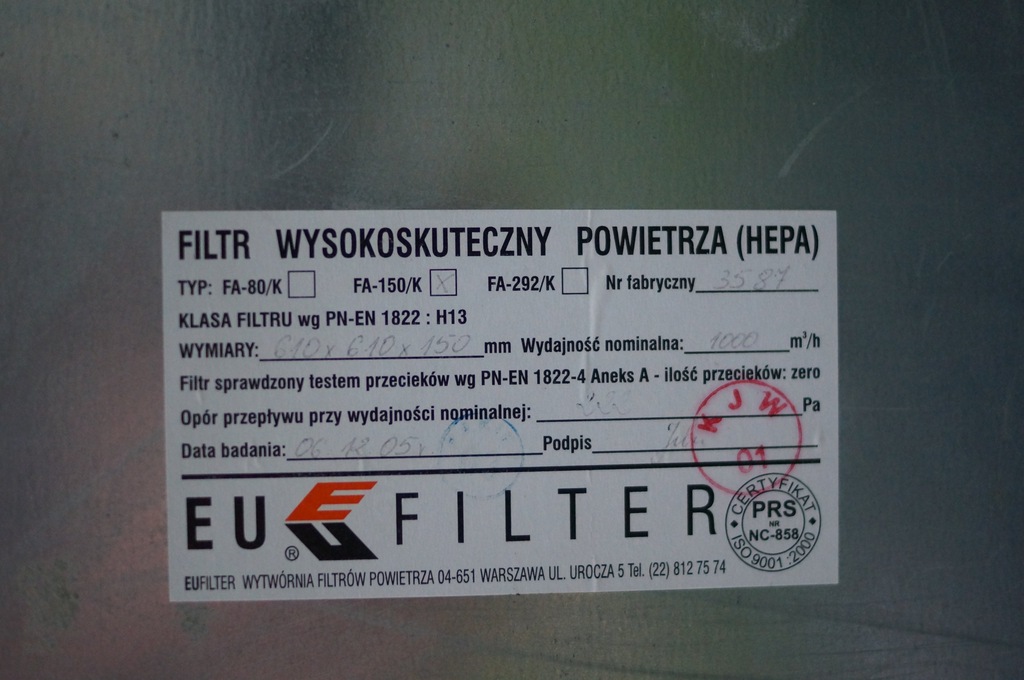 FILTR WYSOKOSKUTECZNY POWIETRZA (HEPA)
TYP: FA-80/K FA-150/K X FA-292/K Nr fabryczny 3587
KLASA FILTRU wg PN-EN 1822 : H13
WYMIARY: 610 x 610 x 150 mm Wydajność nominalna: 1000 m³/h
Filtr sprawdzony testem przecieków wg PN-EN 1822-4 Aneks A - ilość przecieków: zero
Opór przepływu przy wydajności nominalnej: 222 Pa
Data badania: 06 12 05r Podpis
KJW
01
EU FILTER
®
CERTYFIKAT
PRS
NR
NC-858
ISO 9001:2000
EUFILTER WYTWÓRNIA FILTRÓW POWIETRZA 04-651 WARSZAWA UL. UROCZA 5 Tel. (22) 812 75 74